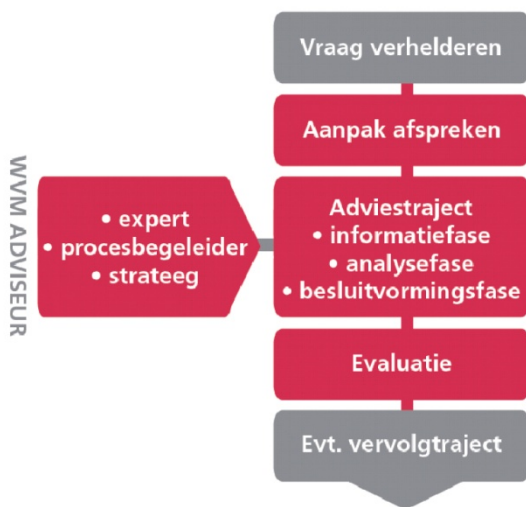 Vraag verhelderen
Aanpak afspreken
WVM ADVISEUR
• expert
• procesbegeleider
• strateeg
Adviestraject
• informatiefase
• analysefase
• besluitvormingsfase
Evaluatie
Evt. vervolgtraject